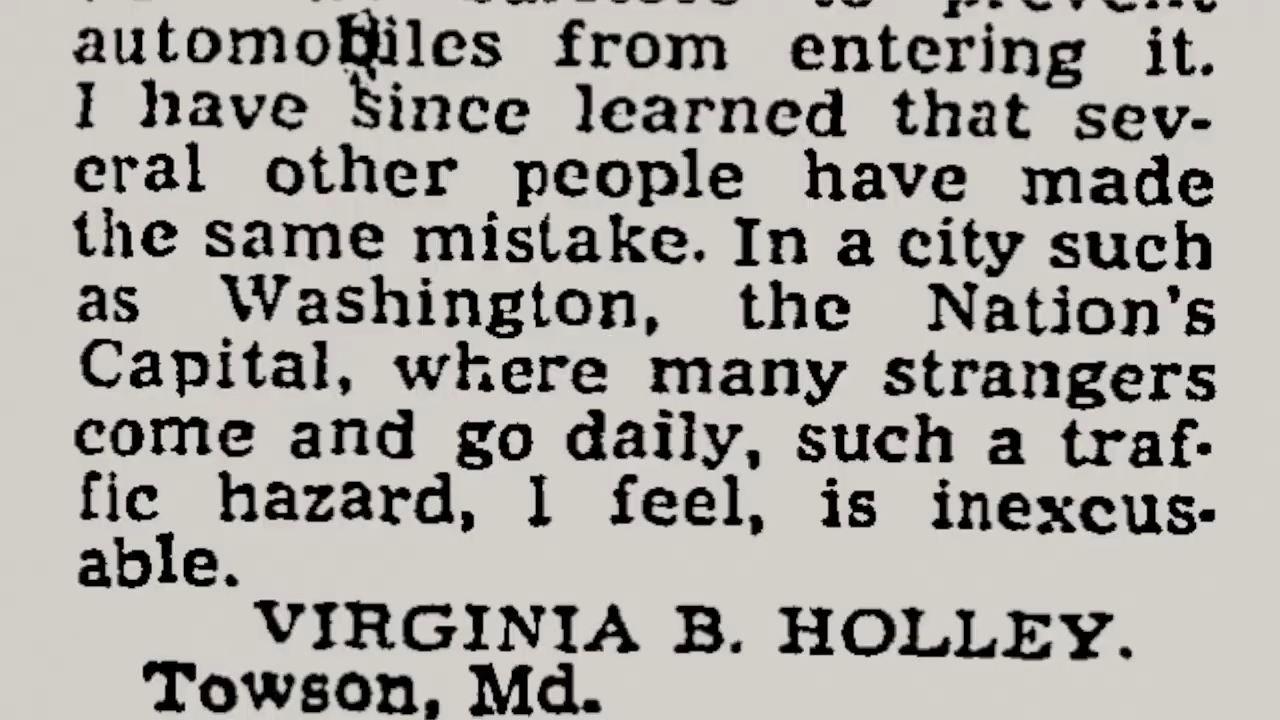 to prevent
automobiles from entering it.
I have since learned that sev-
eral other people have made
the same mistake. In a city such
as Washington, the Nation's
Capital, where many strangers
come and go daily, such a traf-
fic hazard, I feel, is inexcus-
able.
VIRGINIA B. HOLLEY.
Towson, Md.